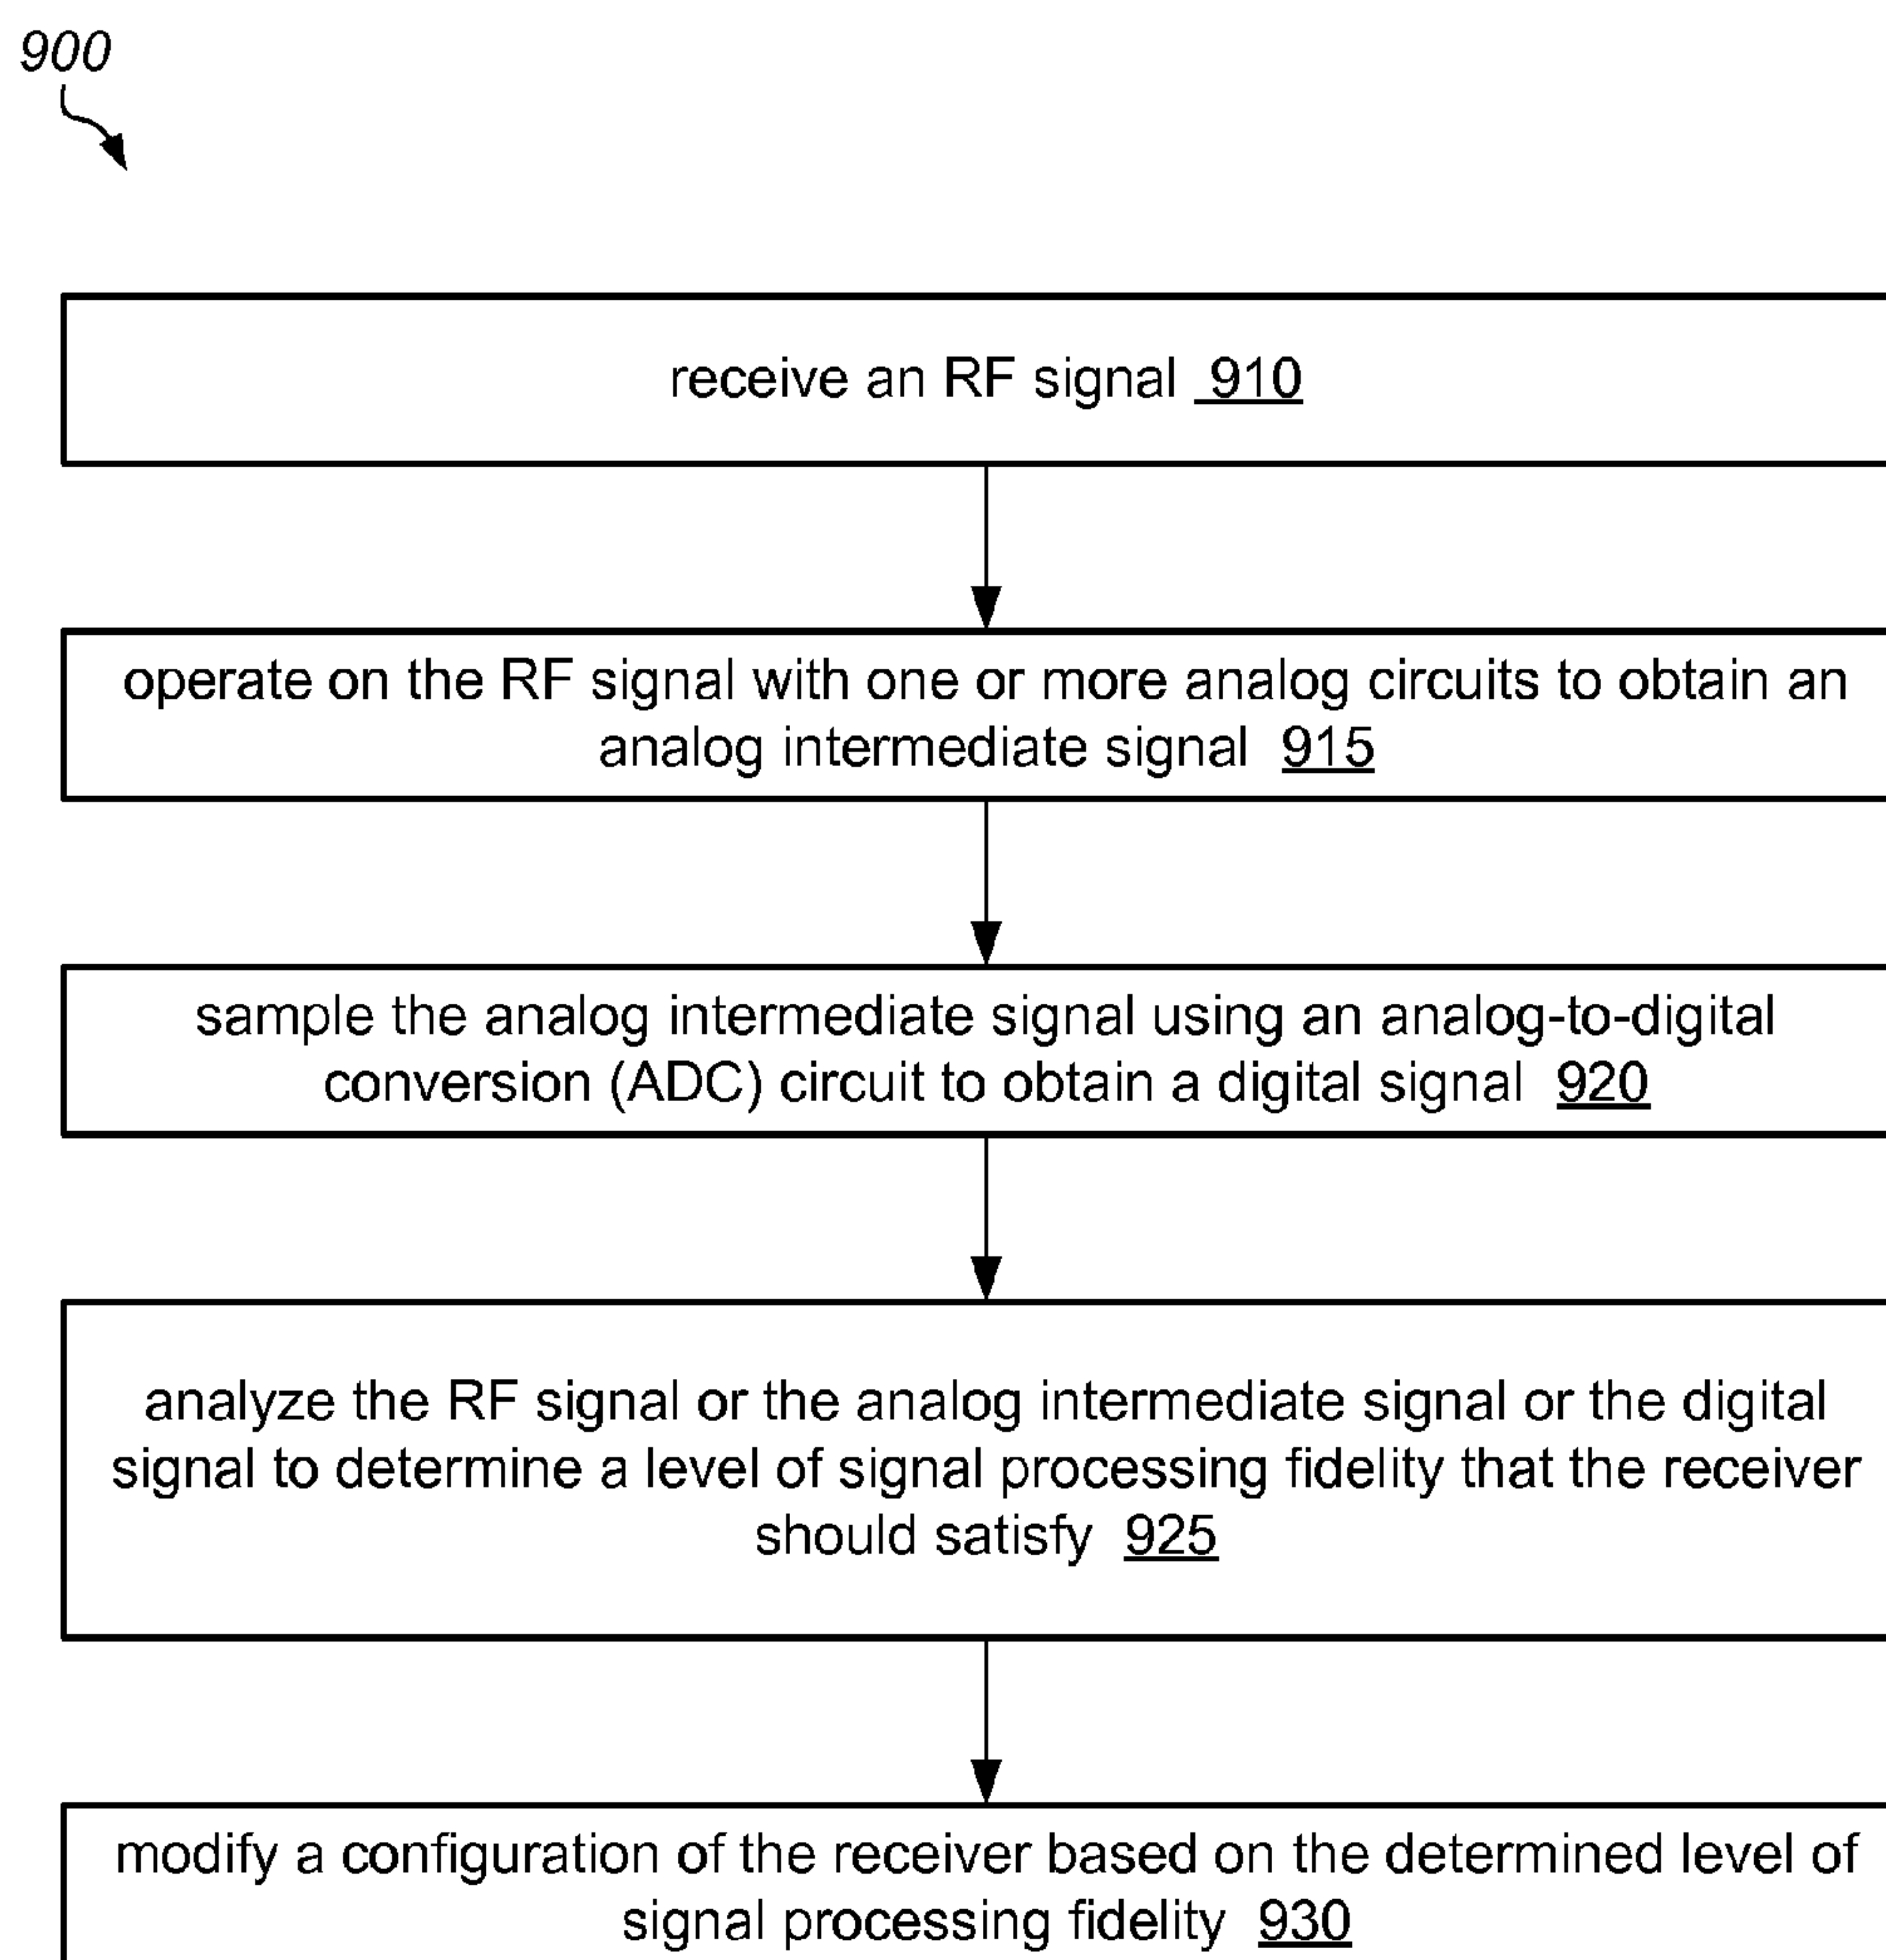 900
receive an RF signal 910
operate on the RF signal with one or more analog circuits to obtain an
analog intermediate signal 915
sample the analog intermediate signal using an analog-to-digital
conversion (ADC) circuit to obtain a digital signal 920
analyze the RF signal or the analog intermediate signal or the digital
signal to determine a level of signal processing fidelity that the receiver
should satisfy 925
modify a configuration of the receiver based on the determined level of
signal processing fidelity 930